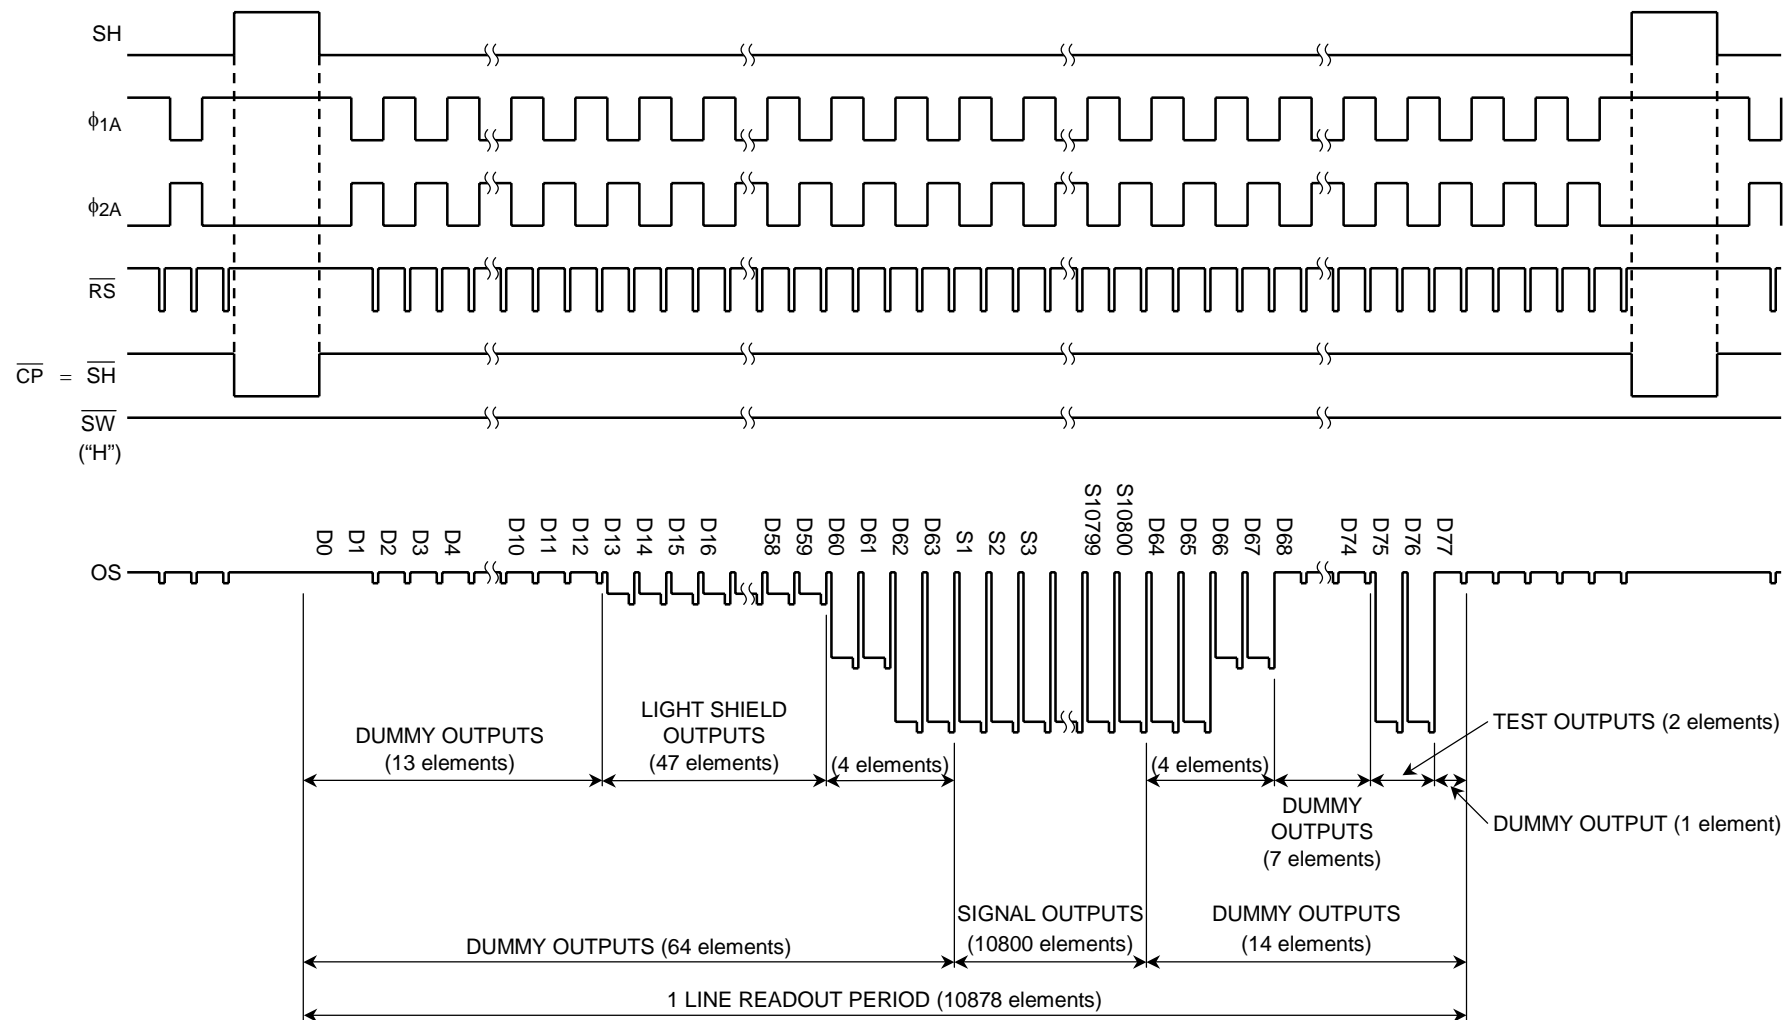 SH
ϕ1A
ϕ2A
R̅S̅
C̅P̅ = S̅H̅
S̅W̅
(“H”)
OS
D0
D1
D2
D3
D4
D10
D11
D12
D13
D14
D15
D16
D58
D59
D60
D61
D62
D63
S1
S2
S3
S10799
S10800
D64
D65
D66
D67
D68
D74
D75
D76
D77
DUMMY OUTPUTS
(13 elements)
LIGHT SHIELD
OUTPUTS
(47 elements)
(4 elements)
(4 elements)
DUMMY
OUTPUTS
(7 elements)
TEST OUTPUTS (2 elements)
DUMMY OUTPUT (1 element)
DUMMY OUTPUTS (64 elements)
SIGNAL OUTPUTS
(10800 elements)
DUMMY OUTPUTS
(14 elements)
1 LINE READOUT PERIOD (10878 elements)